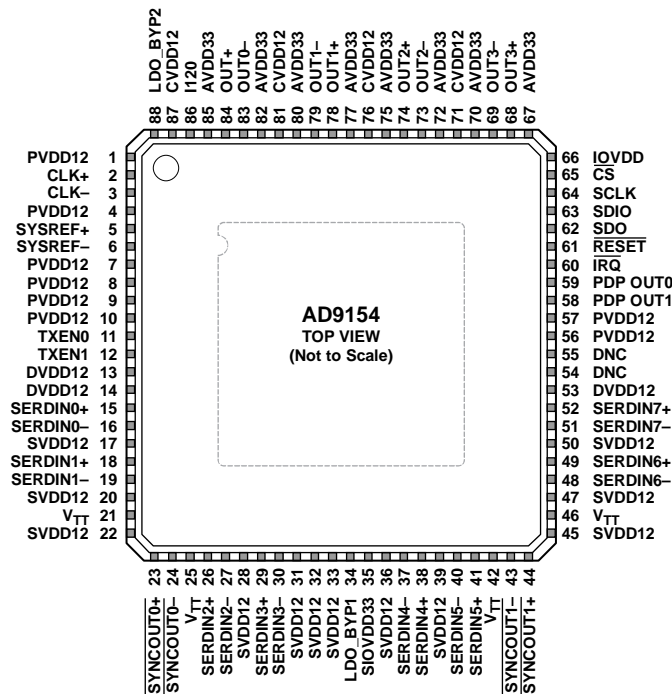 88 LDO_BYP2
87 CVDD12
86 I120
85 AVDD33
84 OUT+
83 OUT0–
82 AVDD33
81 CVDD12
80 AVDD33
79 OUT1–
78 OUT1+
77 AVDD33
76 CVDD12
75 AVDD33
74 OUT2+
73 OUT2–
72 AVDD33
71 CVDD12
70 AVDD33
69 OUT3–
68 OUT3+
67 AVDD33
PVDD12 1
CLK+ 2
CLK– 3
PVDD12 4
SYSREF+ 5
SYSREF– 6
PVDD12 7
PVDD12 8
PVDD12 9
PVDD12 10
TXEN0 11
TXEN1 12
DVDD12 13
DVDD12 14
SERDIN0+ 15
SERDIN0– 16
SVDD12 17
SERDIN1+ 18
SERDIN1– 19
SVDD12 20
VTT 21
SVDD12 22
AD9154
TOP VIEW
(Not to Scale)
66 IOVDD
65 CS
64 SCLK
63 SDIO
62 SDO
61 RESET
60 IRQ
59 PDP OUT0
58 PDP OUT1
57 PVDD12
56 PVDD12
55 DNC
54 DNC
53 DVDD12
52 SERDIN7+
51 SERDIN7–
50 SVDD12
49 SERDIN6+
48 SERDIN6–
47 SVDD12
46 VTT
45 SVDD12
SYNCOUT0+ 23
SYNCOUT0– 24
VTT 25
SERDIN2+ 26
SERDIN2– 27
SVDD12 28
SERDIN3+ 29
SERDIN3– 30
SVDD12 31
SVDD12 32
SVDD12 33
LDO_BYP1 34
SIOVDD33 35
SVDD12 36
SERDIN4– 37
SERDIN4+ 38
SVDD12 39
SERDIN5– 40
SERDIN5+ 41
VTT 42
SYNCOUT1– 43
SYNCOUT1+ 44